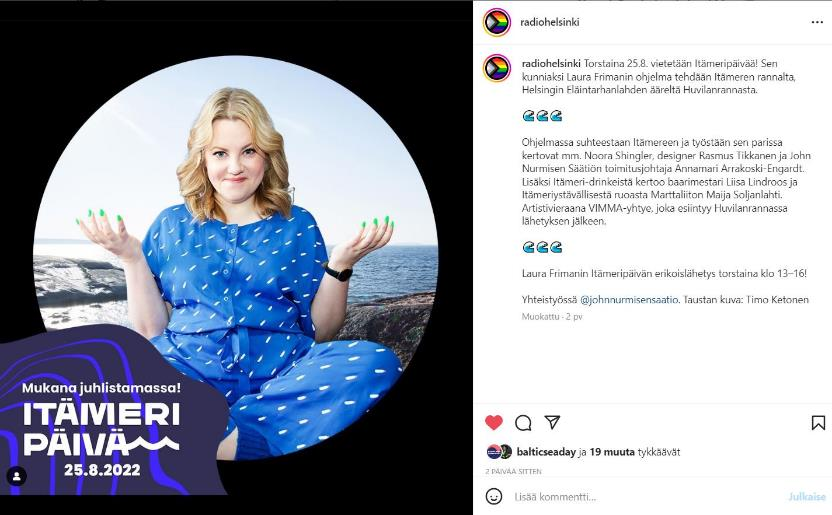 Mukana juhlistamassa!
ITÄMERI
PÄIVÄ
25.8.2022
radiohelsinki
radiohelsinki Torstaina 25.8. vietetään Itämeripäivää! Sen
kunniaksi Laura Frimanin ohjelma tehdään Itämeren rannalta,
Helsingin Eläintarhanlahden ääreltä Huvilanrannasta.
Ohjelmassa suhteestaan Itämereen ja työstään sen parissa
kertovat mm. Noora Shingler, designer Rasmus Tikkanen ja John
Nurmisen Säätiön toimitusjohtaja Annamari Arrakoski-Engardt.
Lisäksi Itämeri-drinkeistä kertoo baarimestari Liisa Lindroos ja
Itämeriystävällisestä ruoasta Marttaliiton Maija Soljanlahti.
Artistivieraana VIMMA-yhtye, joka esiintyy Huvilanrannassa
lähetyksen jälkeen.
Laura Frimanin Itämeripäivän erikoislähetys torstaina klo 13–16!
Yhteistyössä @johnnurmisensaatio. Taustan kuva: Timo Ketonen
Muokattu · 2 pv
balticseaday ja 19 muuta tykkäävät
2 PÄIVÄÄ SITTEN
Lisää kommentti...
Julkaise